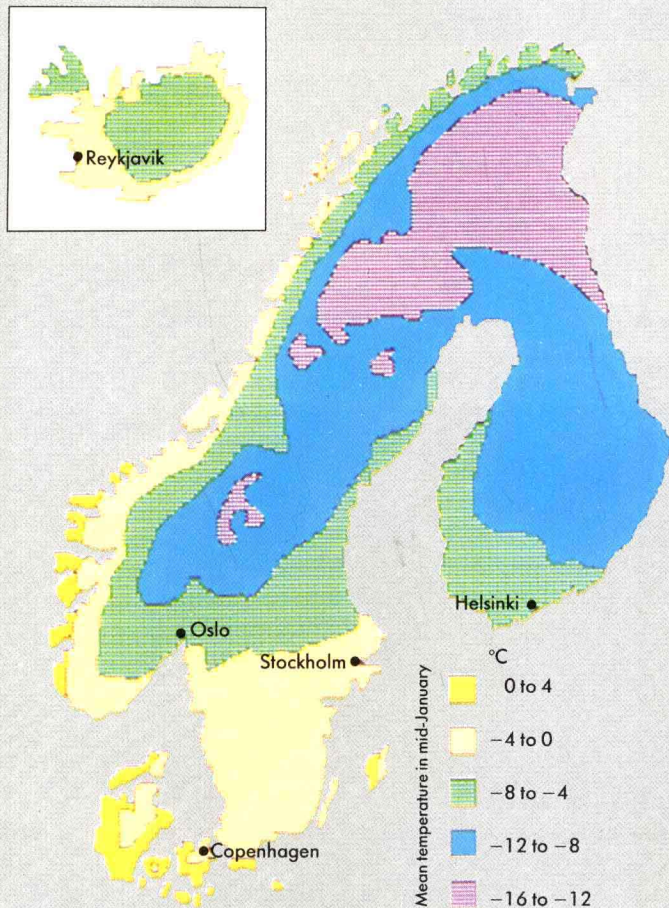 Reykjavik
Oslo
Helsinki
Stockholm
Copenhagen
Mean temperature in mid-January
°C
0 to 4
−4 to 0
−8 to −4
−12 to −8
−16 to −12